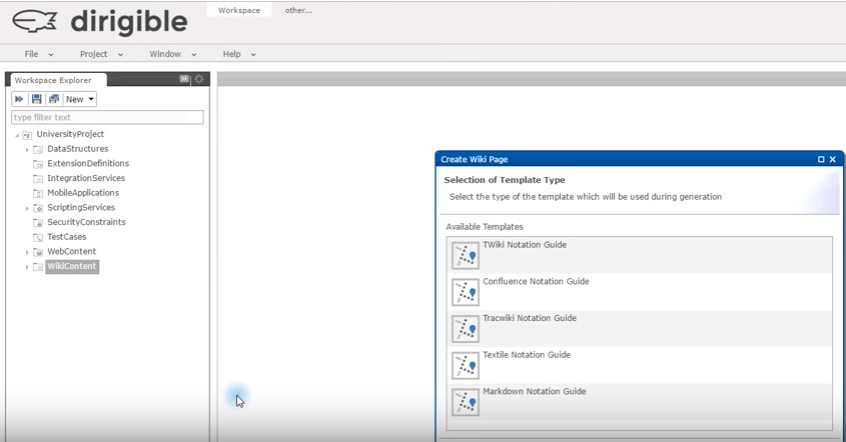 dirigible
Workspace
other...
File
Project
Window
Help
Workspace Explorer
New
type filter text
UniversityProject
DataStructures
ExtensionDefinitions
IntegrationServices
MobileApplications
ScriptingServices
SecurityConstraints
TestCases
WebContent
WikiContent
Create Wiki Page
Selection of Template Type
Select the type of the template which will be used during generation
Available Templates
TWiki Notation Guide
Confluence Notation Guide
Tracwiki Notation Guide
Textile Notation Guide
Markdown Notation Guide